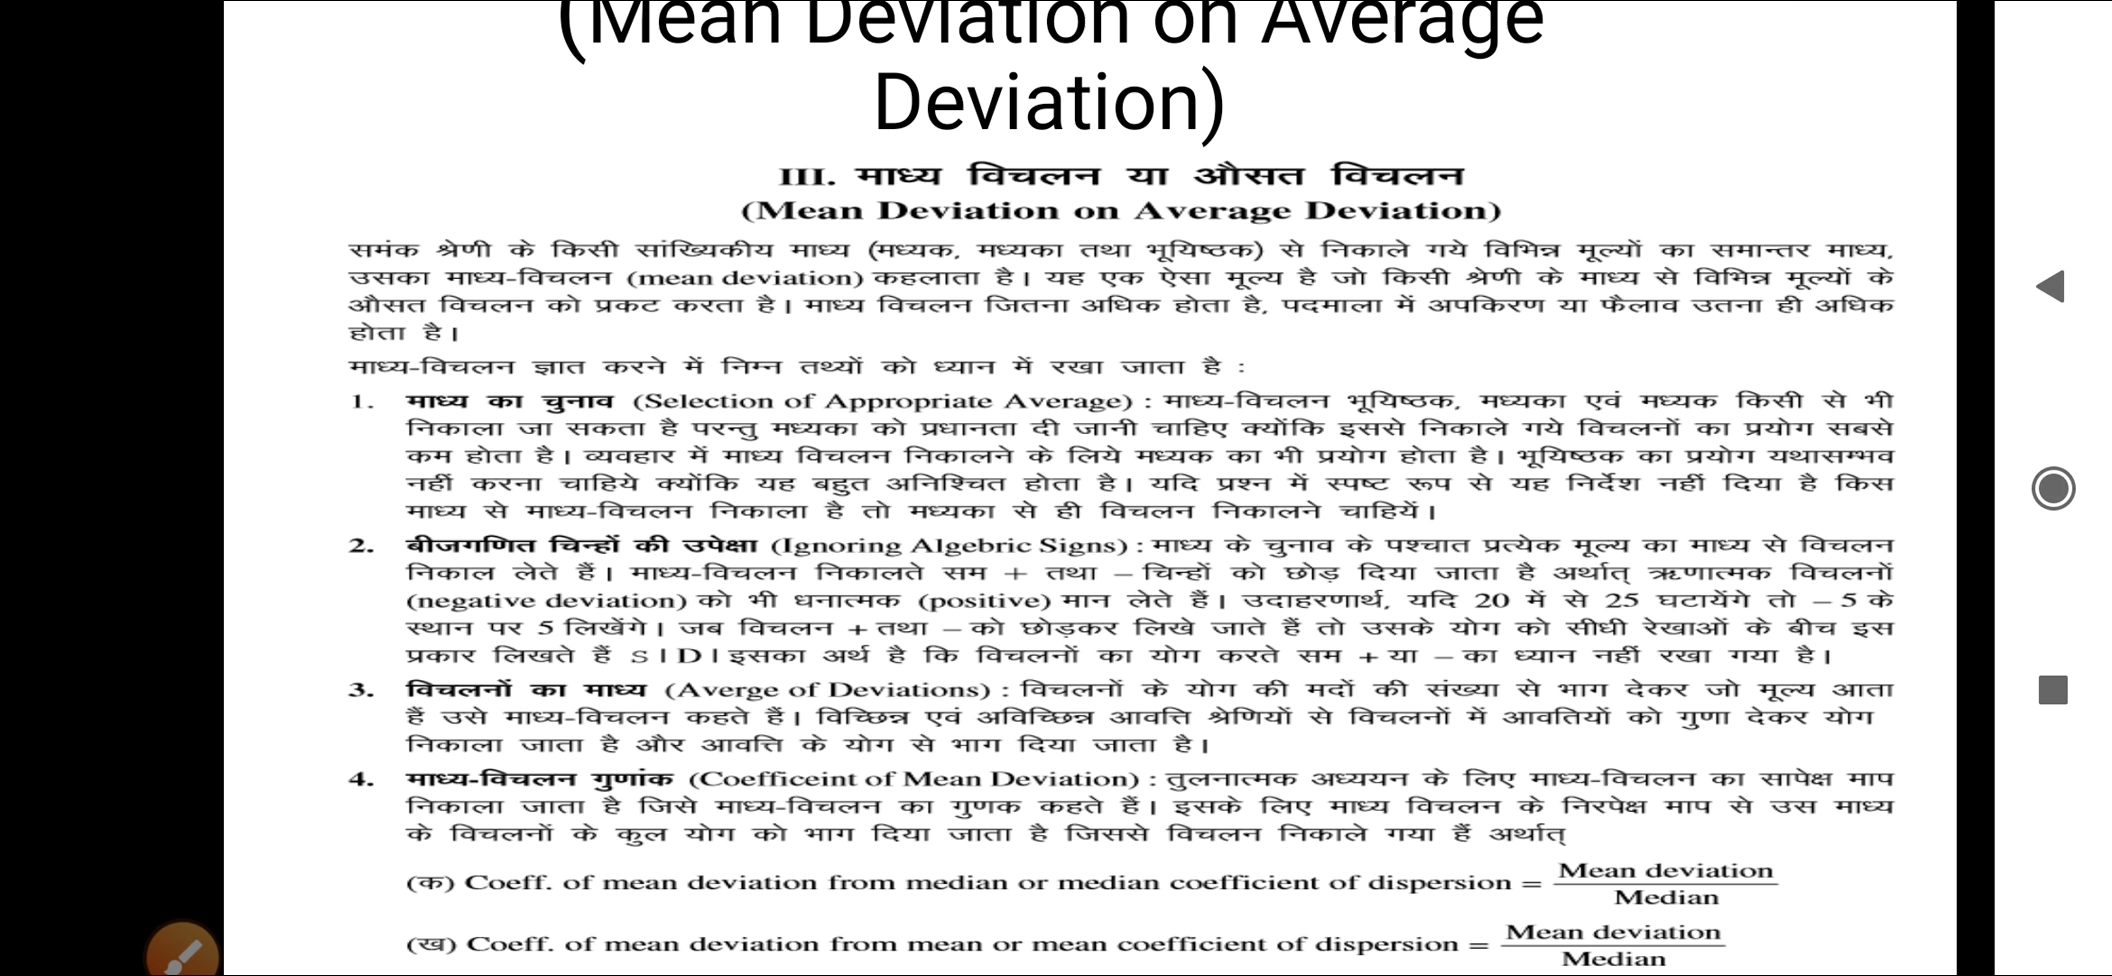 (Mean Deviation on Average
Deviation)
III. माध्य विचलन या औसत विचलन
(Mean Deviation on Average Deviation)
समंक श्रेणी के किसी सांख्यिकीय माध्य (मध्यक, मध्यका तथा भूयिष्ठक) से निकाले गये विभिन्न मूल्यों का समान्तर माध्य,
उसका माध्य-विचलन (mean deviation) कहलाता है। यह एक ऐसा मूल्य है जो किसी श्रेणी के माध्य से विभिन्न मूल्यों के
औसत विचलन को प्रकट करता है। माध्य विचलन जितना अधिक होता है, पदमाला में अपकिरण या फैलाव उतना ही अधिक
होता है।
माध्य-विचलन ज्ञात करने में निम्न तथ्यों को ध्यान में रखा जाता है :
1. माध्य का चुनाव (Selection of Appropriate Average) : माध्य-विचलन भूयिष्ठक, मध्यका एवं मध्यक किसी से भी
निकाला जा सकता है परन्तु मध्यका को प्रधानता दी जानी चाहिए क्योंकि इससे निकाले गये विचलनों का प्रयोग सबसे
कम होता है। व्यवहार में माध्य विचलन निकालने के लिये मध्यक का भी प्रयोग होता है। भूयिष्ठक का प्रयोग यथासम्भव
नहीं करना चाहिये क्योंकि यह बहुत अनिश्चित होता है। यदि प्रश्न में स्पष्ट रूप से यह निर्देश नहीं दिया है किस
माध्य से माध्य-विचलन निकाला है तो मध्यका से ही विचलन निकालने चाहियें।
2. बीजगणित चिन्हों की उपेक्षा (Ignoring Algebric Signs) : माध्य के चुनाव के पश्चात प्रत्येक मूल्य का माध्य से विचलन
निकाल लेते हैं। माध्य-विचलन निकालते सम + तथा – चिन्हों को छोड़ दिया जाता है अर्थात् ऋणात्मक विचलनों
(negative deviation) को भी धनात्मक (positive) मान लेते हैं। उदाहरणार्थ, यदि 20 में से 25 घटायेंगे तो – 5 के
स्थान पर 5 लिखेंगे। जब विचलन + तथा – को छोड़कर लिखे जाते हैं तो उसके योग को सीधी रेखाओं के बीच इस
प्रकार लिखते हैं S | D | इसका अर्थ है कि विचलनों का योग करते सम + या – का ध्यान नहीं रखा गया है।
3. विचलनों का माध्य (Averge of Deviations) : विचलनों के योग की मदों की संख्या से भाग देकर जो मूल्य आता
हैं उसे माध्य-विचलन कहते हैं। विच्छिन्न एवं अविच्छिन्न आवत्ति श्रेणियों से विचलनों में आवतियों को गुणा देकर योग
निकाला जाता है और आवत्ति के योग से भाग दिया जाता है।
4. माध्य-विचलन गुणांक (Coefficeint of Mean Deviation) : तुलनात्मक अध्ययन के लिए माध्य-विचलन का सापेक्ष माप
निकाला जाता है जिसे माध्य-विचलन का गुणक कहते हैं। इसके लिए माध्य विचलन के निरपेक्ष माप से उस माध्य
के विचलनों के कुल योग को भाग दिया जाता है जिससे विचलन निकाले गया हैं अर्थात्
(क) Coeff. of mean deviation from median or median coefficient of dispersion = Mean deviation
Median
(ख) Coeff. of mean deviation from mean or mean coefficient of dispersion = Mean deviation
Median